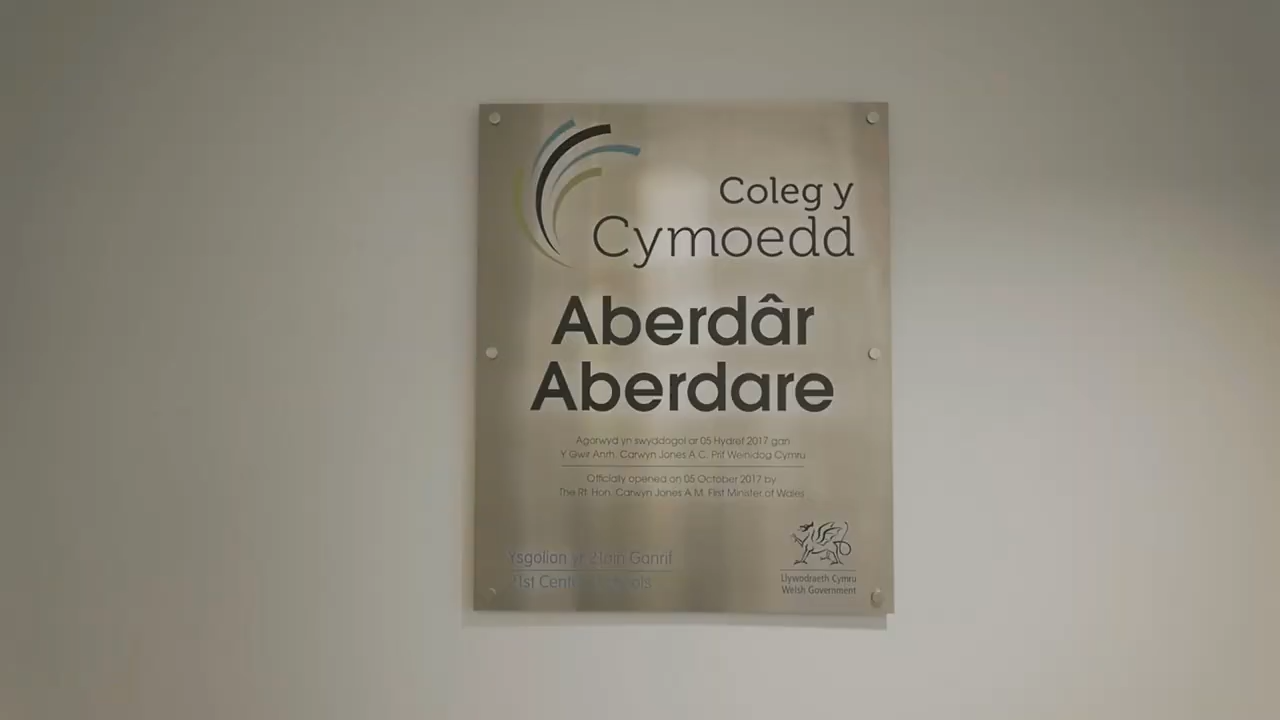 Coleg y
Cymoedd
Aberdâr
Aberdare
Agorwyd yn swyddogol ar 05 Hydref 2017 gan
Y Gwir Anrh. Carwyn Jones A.C. Prif Weinidog Cymru
Officially opened on 05 October 2017 by
The Rt. Hon. Carwyn Jones A.M. First Minister of Wales
Ysgolion yr 21ain Ganrif
21st Century Schools
Llywodraeth Cymru
Welsh Government